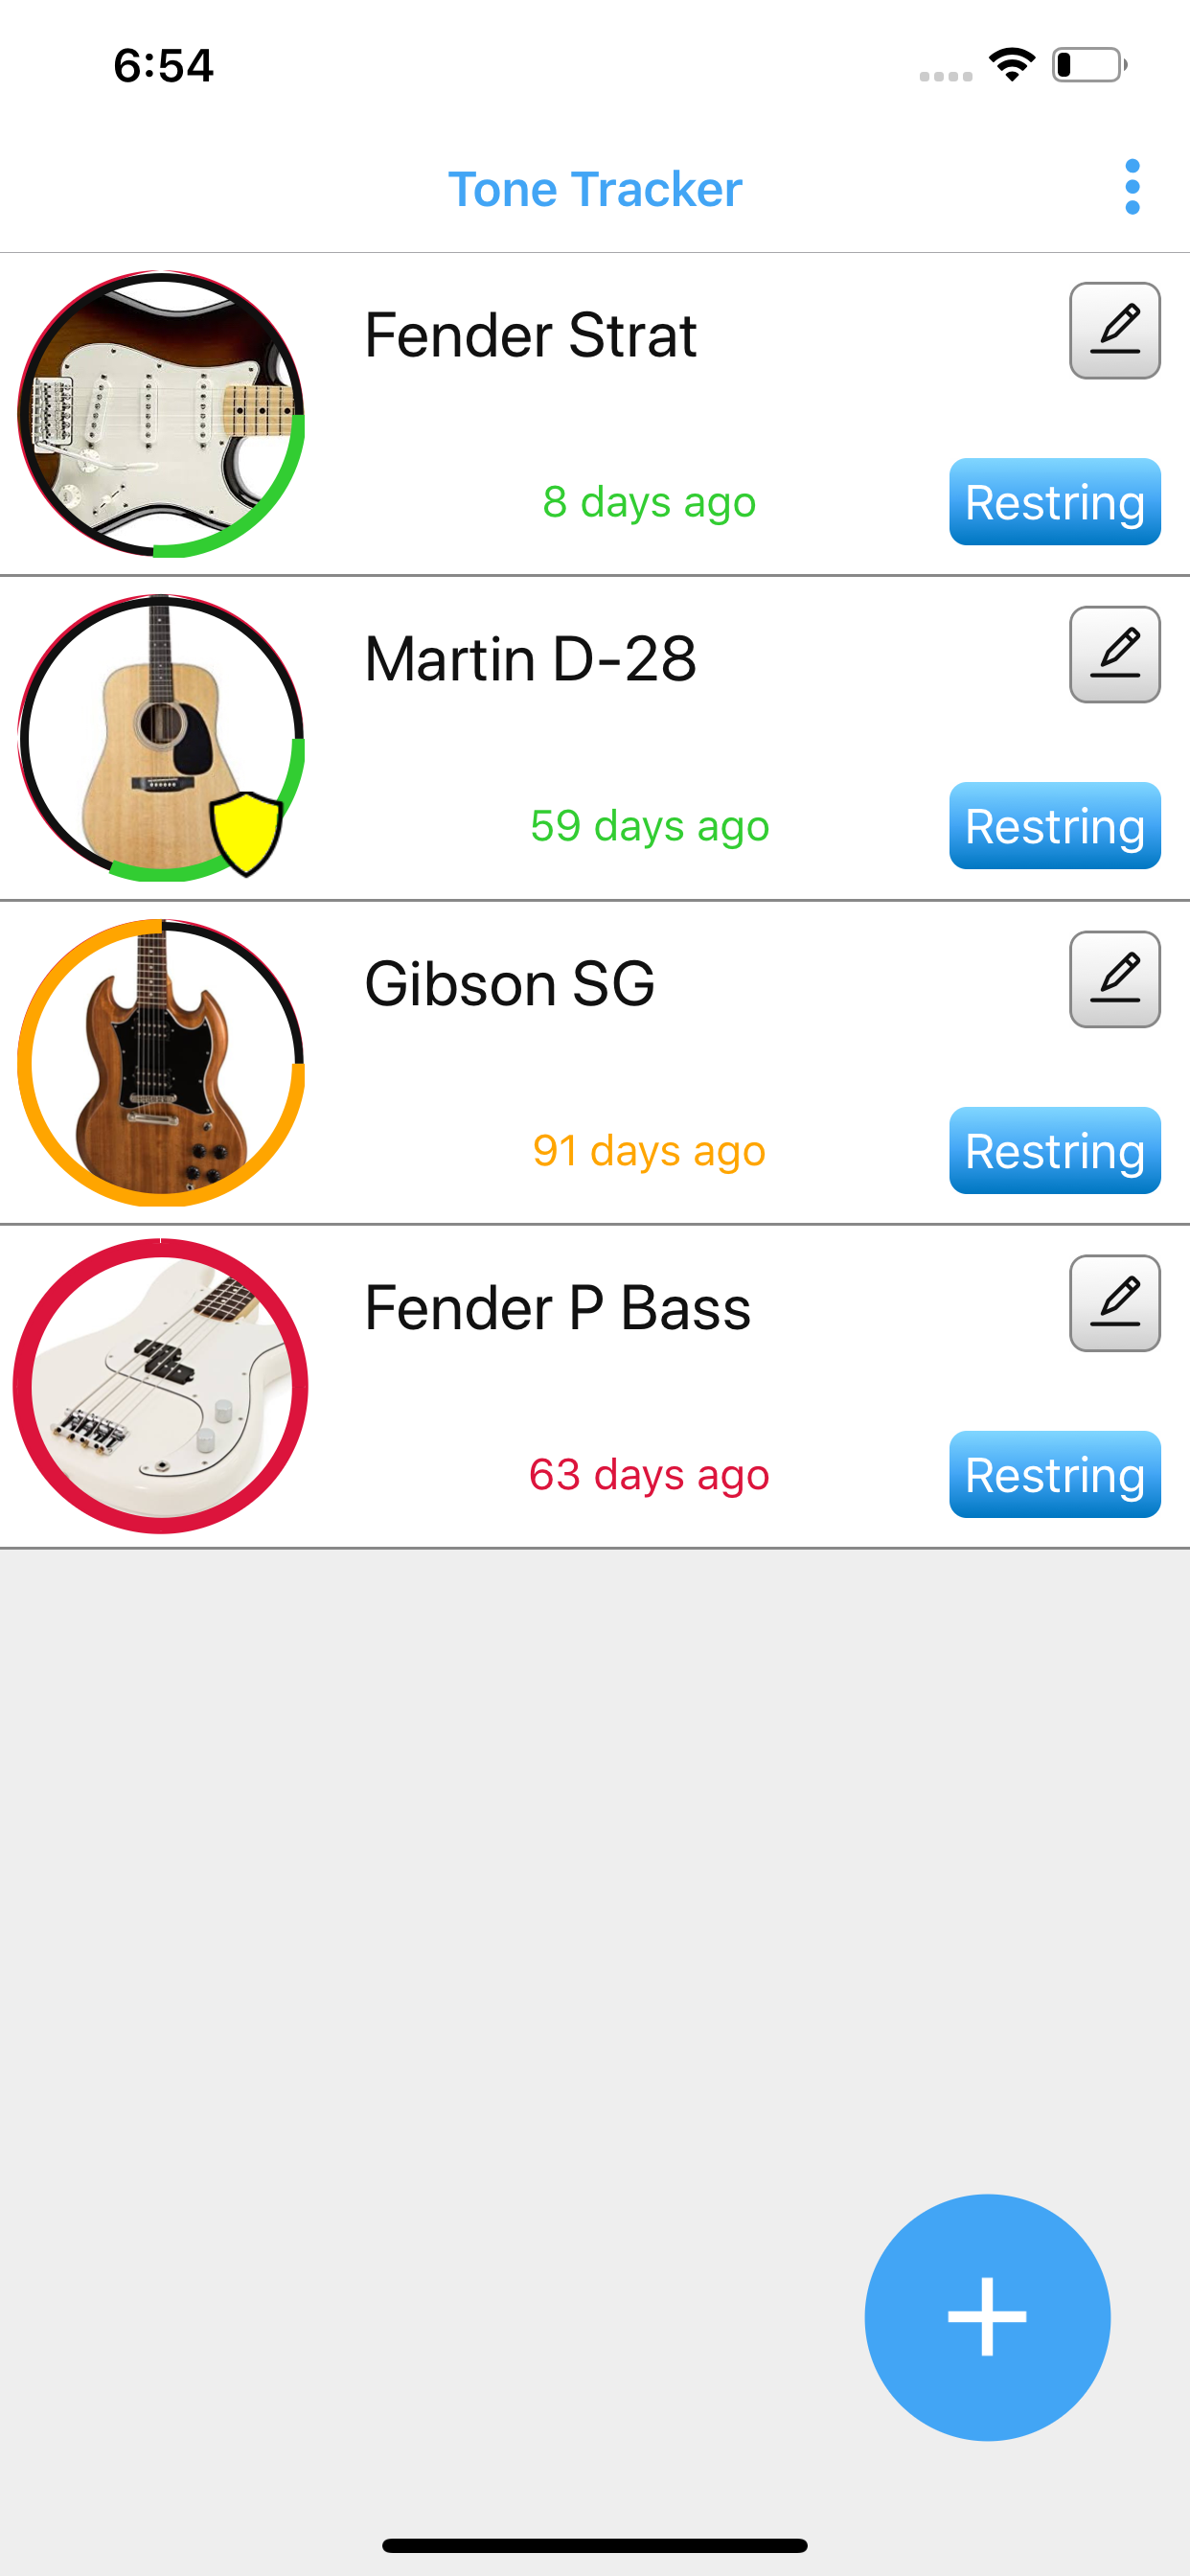 6:54
Tone Tracker
Fender Strat
8 days ago
Restring
Martin D-28
59 days ago
Restring
Gibson SG
91 days ago
Restring
Fender P Bass
63 days ago
Restring